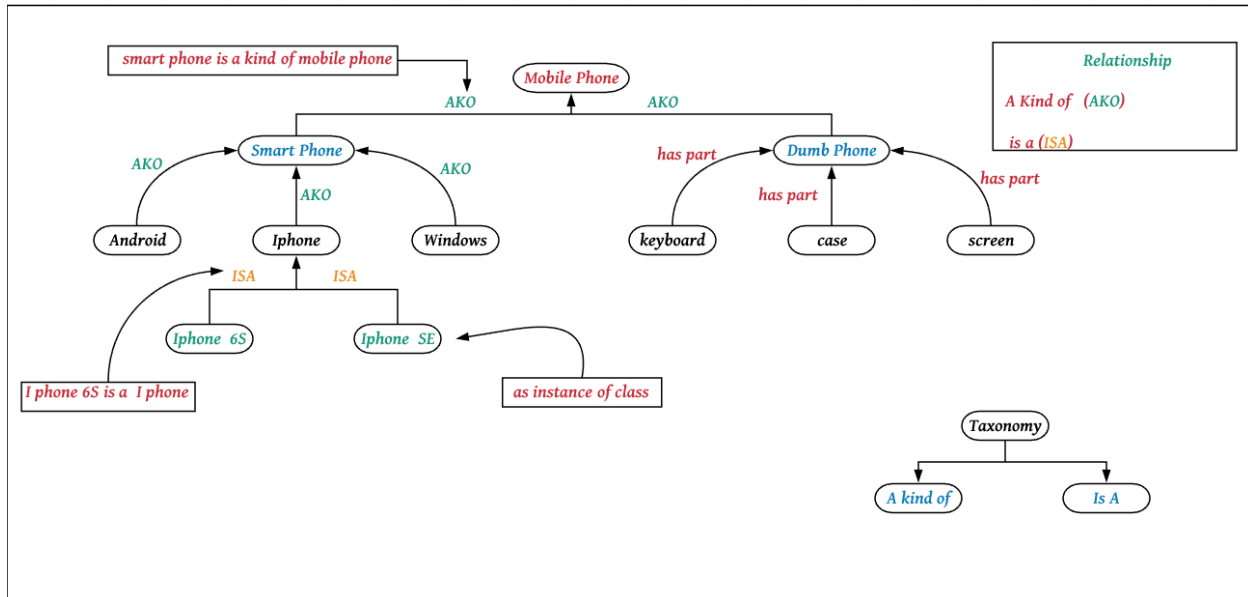 smart phone is a kind of mobile phone
Mobile Phone
Relationship
A Kind of (AKO)
is a (ISA)
AKO
AKO
Smart Phone
Dumb Phone
AKO
AKO
AKO
has part
has part
has part
Android
Iphone
Windows
keyboard
case
screen
ISA
ISA
Iphone 6S
Iphone SE
I phone 6S is a I phone
as instance of class
Taxonomy
A kind of
Is A